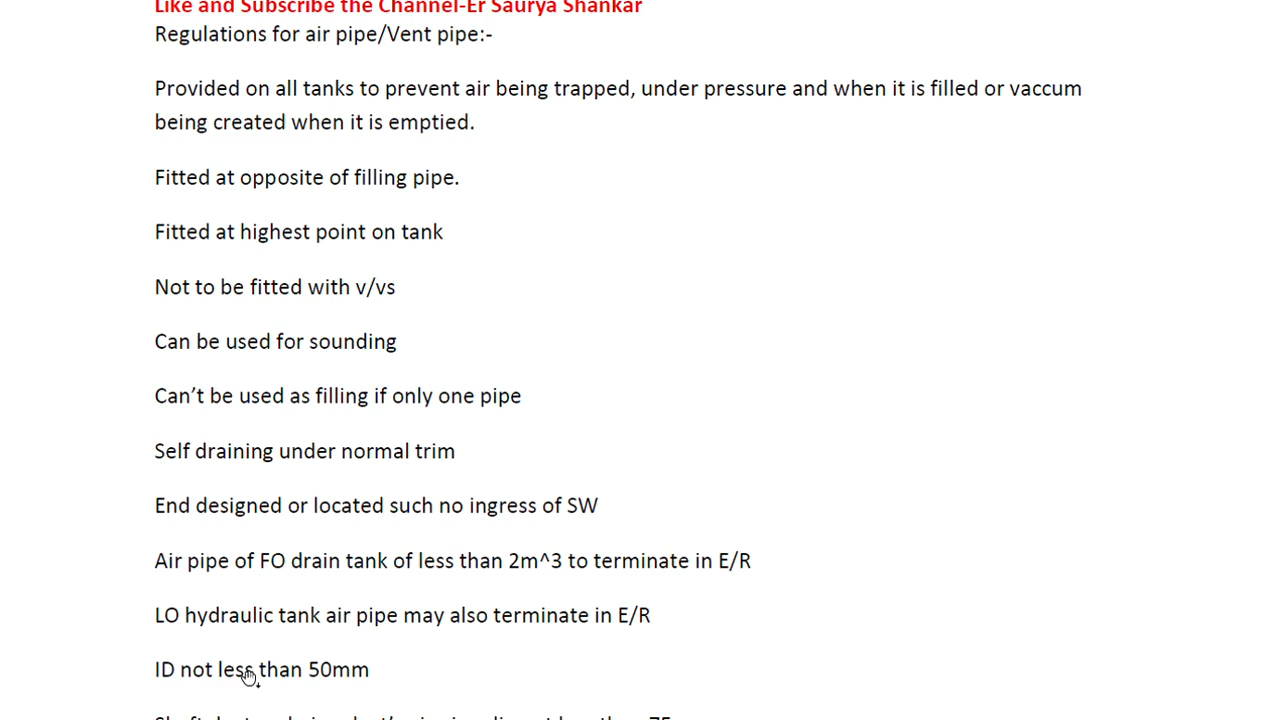 Like and Subscribe the Channel-Er Saurya Shankar
Regulations for air pipe/Vent pipe:-
Provided on all tanks to prevent air being trapped, under pressure and when it is filled or vaccum
being created when it is emptied.
Fitted at opposite of filling pipe.
Fitted at highest point on tank
Not to be fitted with v/vs
Can be used for sounding
Can’t be used as filling if only one pipe
Self draining under normal trim
End designed or located such no ingress of SW
Air pipe of FO drain tank of less than 2m^3 to terminate in E/R
LO hydraulic tank air pipe may also terminate in E/R
ID not less than 50mm